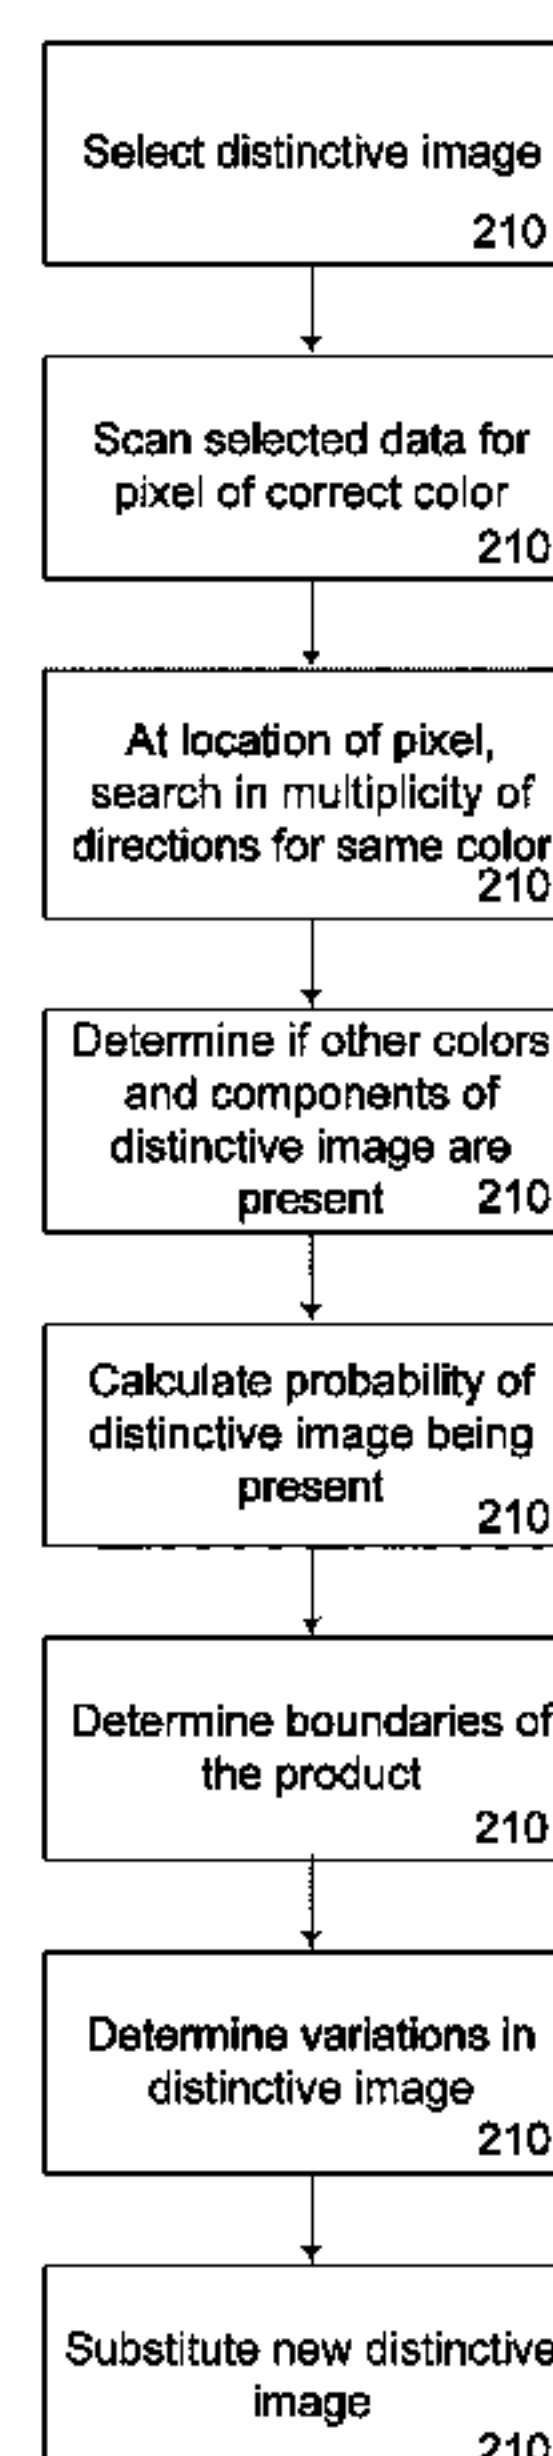 Select distinctive image
210
Scan selected data for
pixel of correct color
210
At location of pixel,
search in multiplicity of
directions for same color
210
Determine if other colors
and components of
distinctive image are
present 210
Calculate probability of
distinctive image being
present
210
Determine boundaries of
the product
210
Determine variations in
distinctive image
210
Substitute new distinctive
image
210